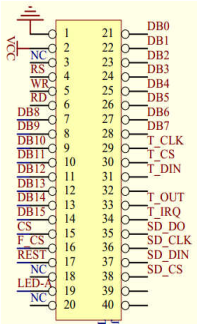 1 21 DB0
VCC 2 22 DB1
NC 3 23 DB2
RS 4 24 DB3
WR 5 25 DB4
RD 6 26 DB5
DB8 7 27 DB6
DB9 8 28 DB7
DB10 9 29 T_CLK
DB11 10 30 T_CS
DB12 11 31 T_DIN
DB13 12 32
DB14 13 33 T_OUT
DB15 14 34 T_IRQ
CS 15 35 SD_DO
F_CS 16 36 SD_CLK
REST 17 37 SD_DIN
NC 18 38 SD_CS
LED-A 19 39
NC 20 40